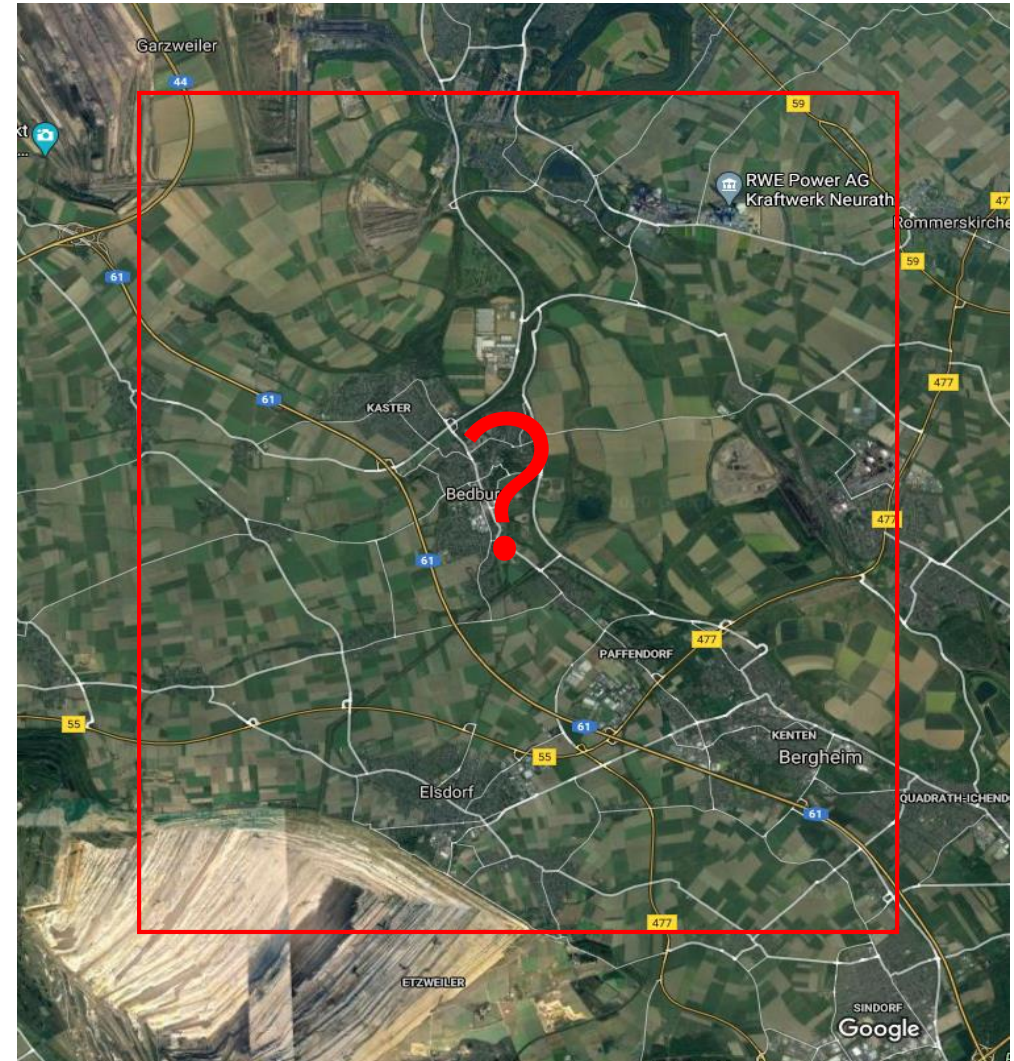 Garzweiler
44
59
kt
...
RWE Power AG
Kraftwerk Neurath
477
Rommerskirche
59
61
477
61
KASTER
?
Bedbur
477
61
477
PAFFENDORF
55
61
KENTEN
55
Bergheim
Elsdorf
QUADRATH-ICHEND
61
477
ETZWEILER
SINDORF
Google